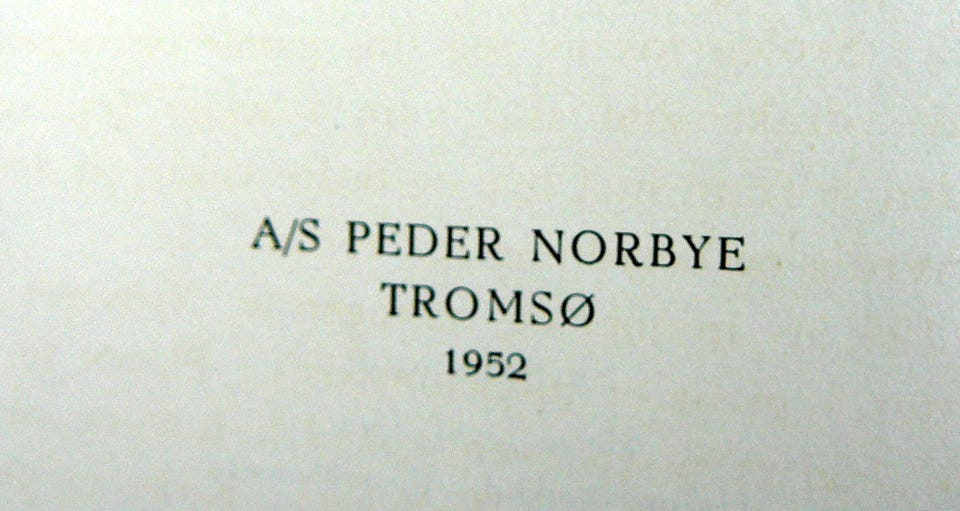 A/S PEDER NORBYE
TROMSØ
1952